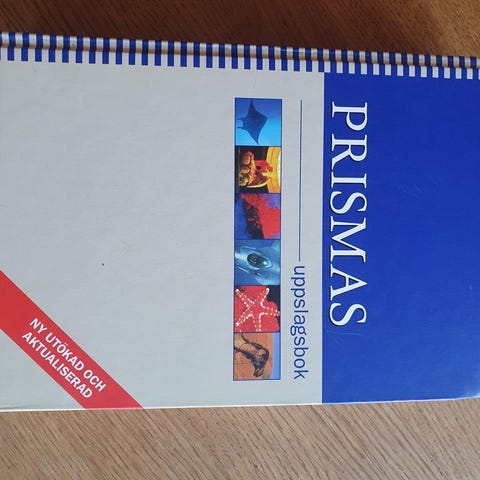 PRISMAS
uppslagsbok
NY UTÖKAD OCH
AKTUALISERAD